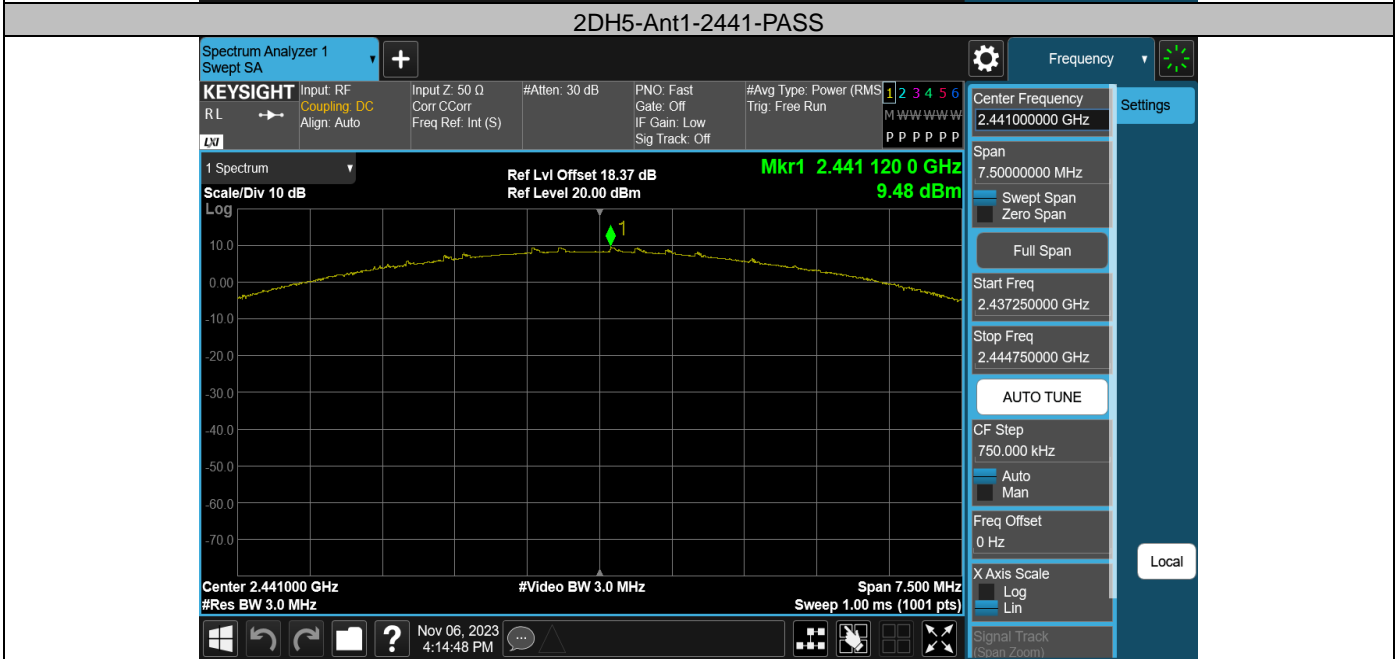 2DH5-Ant1-2441-PASS
Spectrum Analyzer 1
Swept SA
+
Frequency
KEYSIGHT
RL
LXI
Input: RF
Coupling: DC
Align: Auto
Input Z: 50 Ω
Corr CCorr
Freq Ref: Int (S)
#Atten: 30 dB
PNO: Fast
Gate: Off
IF Gain: Low
Sig Track: Off
#Avg Type: Power (RMS
Trig: Free Run
1 2 3 4 5 6
M W W W W W
P P P P P P
1 Spectrum
Scale/Div 10 dB
Ref Lvl Offset 18.37 dB
Ref Level 20.00 dBm
Mkr1 2.441 120 0 GHz
9.48 dBm
Log
1
10.0
0.00
-10.0
-20.0
-30.0
-40.0
-50.0
-60.0
-70.0
Center 2.441000 GHz
#Video BW 3.0 MHz
Span 7.500 MHz
#Res BW 3.0 MHz
Sweep 1.00 ms (1001 pts)
Center Frequency
2.441000000 GHz
Settings
Span
7.50000000 MHz
Swept Span
Zero Span
Full Span
Start Freq
2.437250000 GHz
Stop Freq
2.444750000 GHz
AUTO TUNE
CF Step
750.000 kHz
Auto
Man
Freq Offset
0 Hz
X Axis Scale
Log
Lin
Local
Signal Track
(Span Zoom)
?
Nov 06, 2023
4:14:48 PM